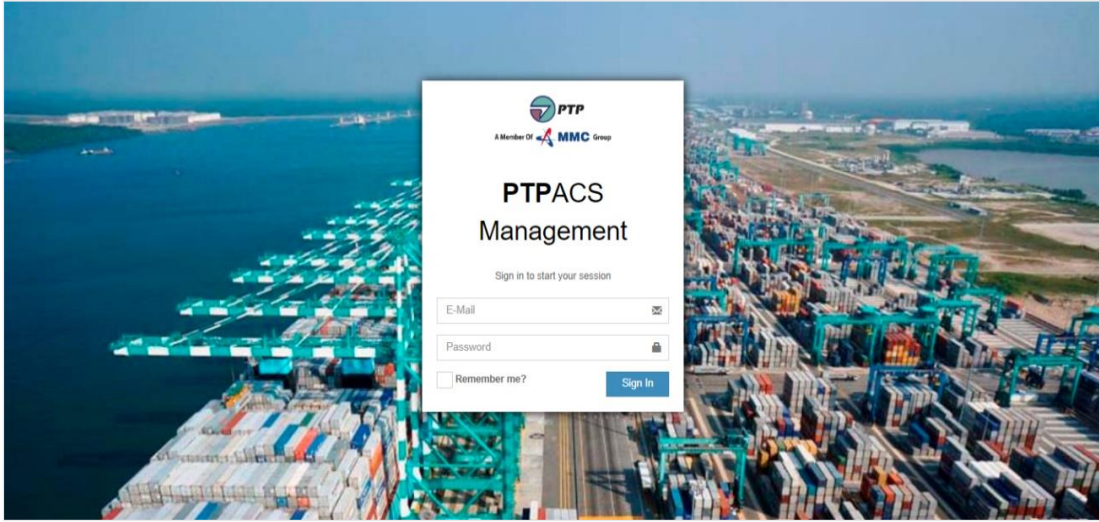 PTP
A Member Of MMC Group
PTPACS
Management
Sign in to start your session
E-Mail
Password
Remember me?
Sign In